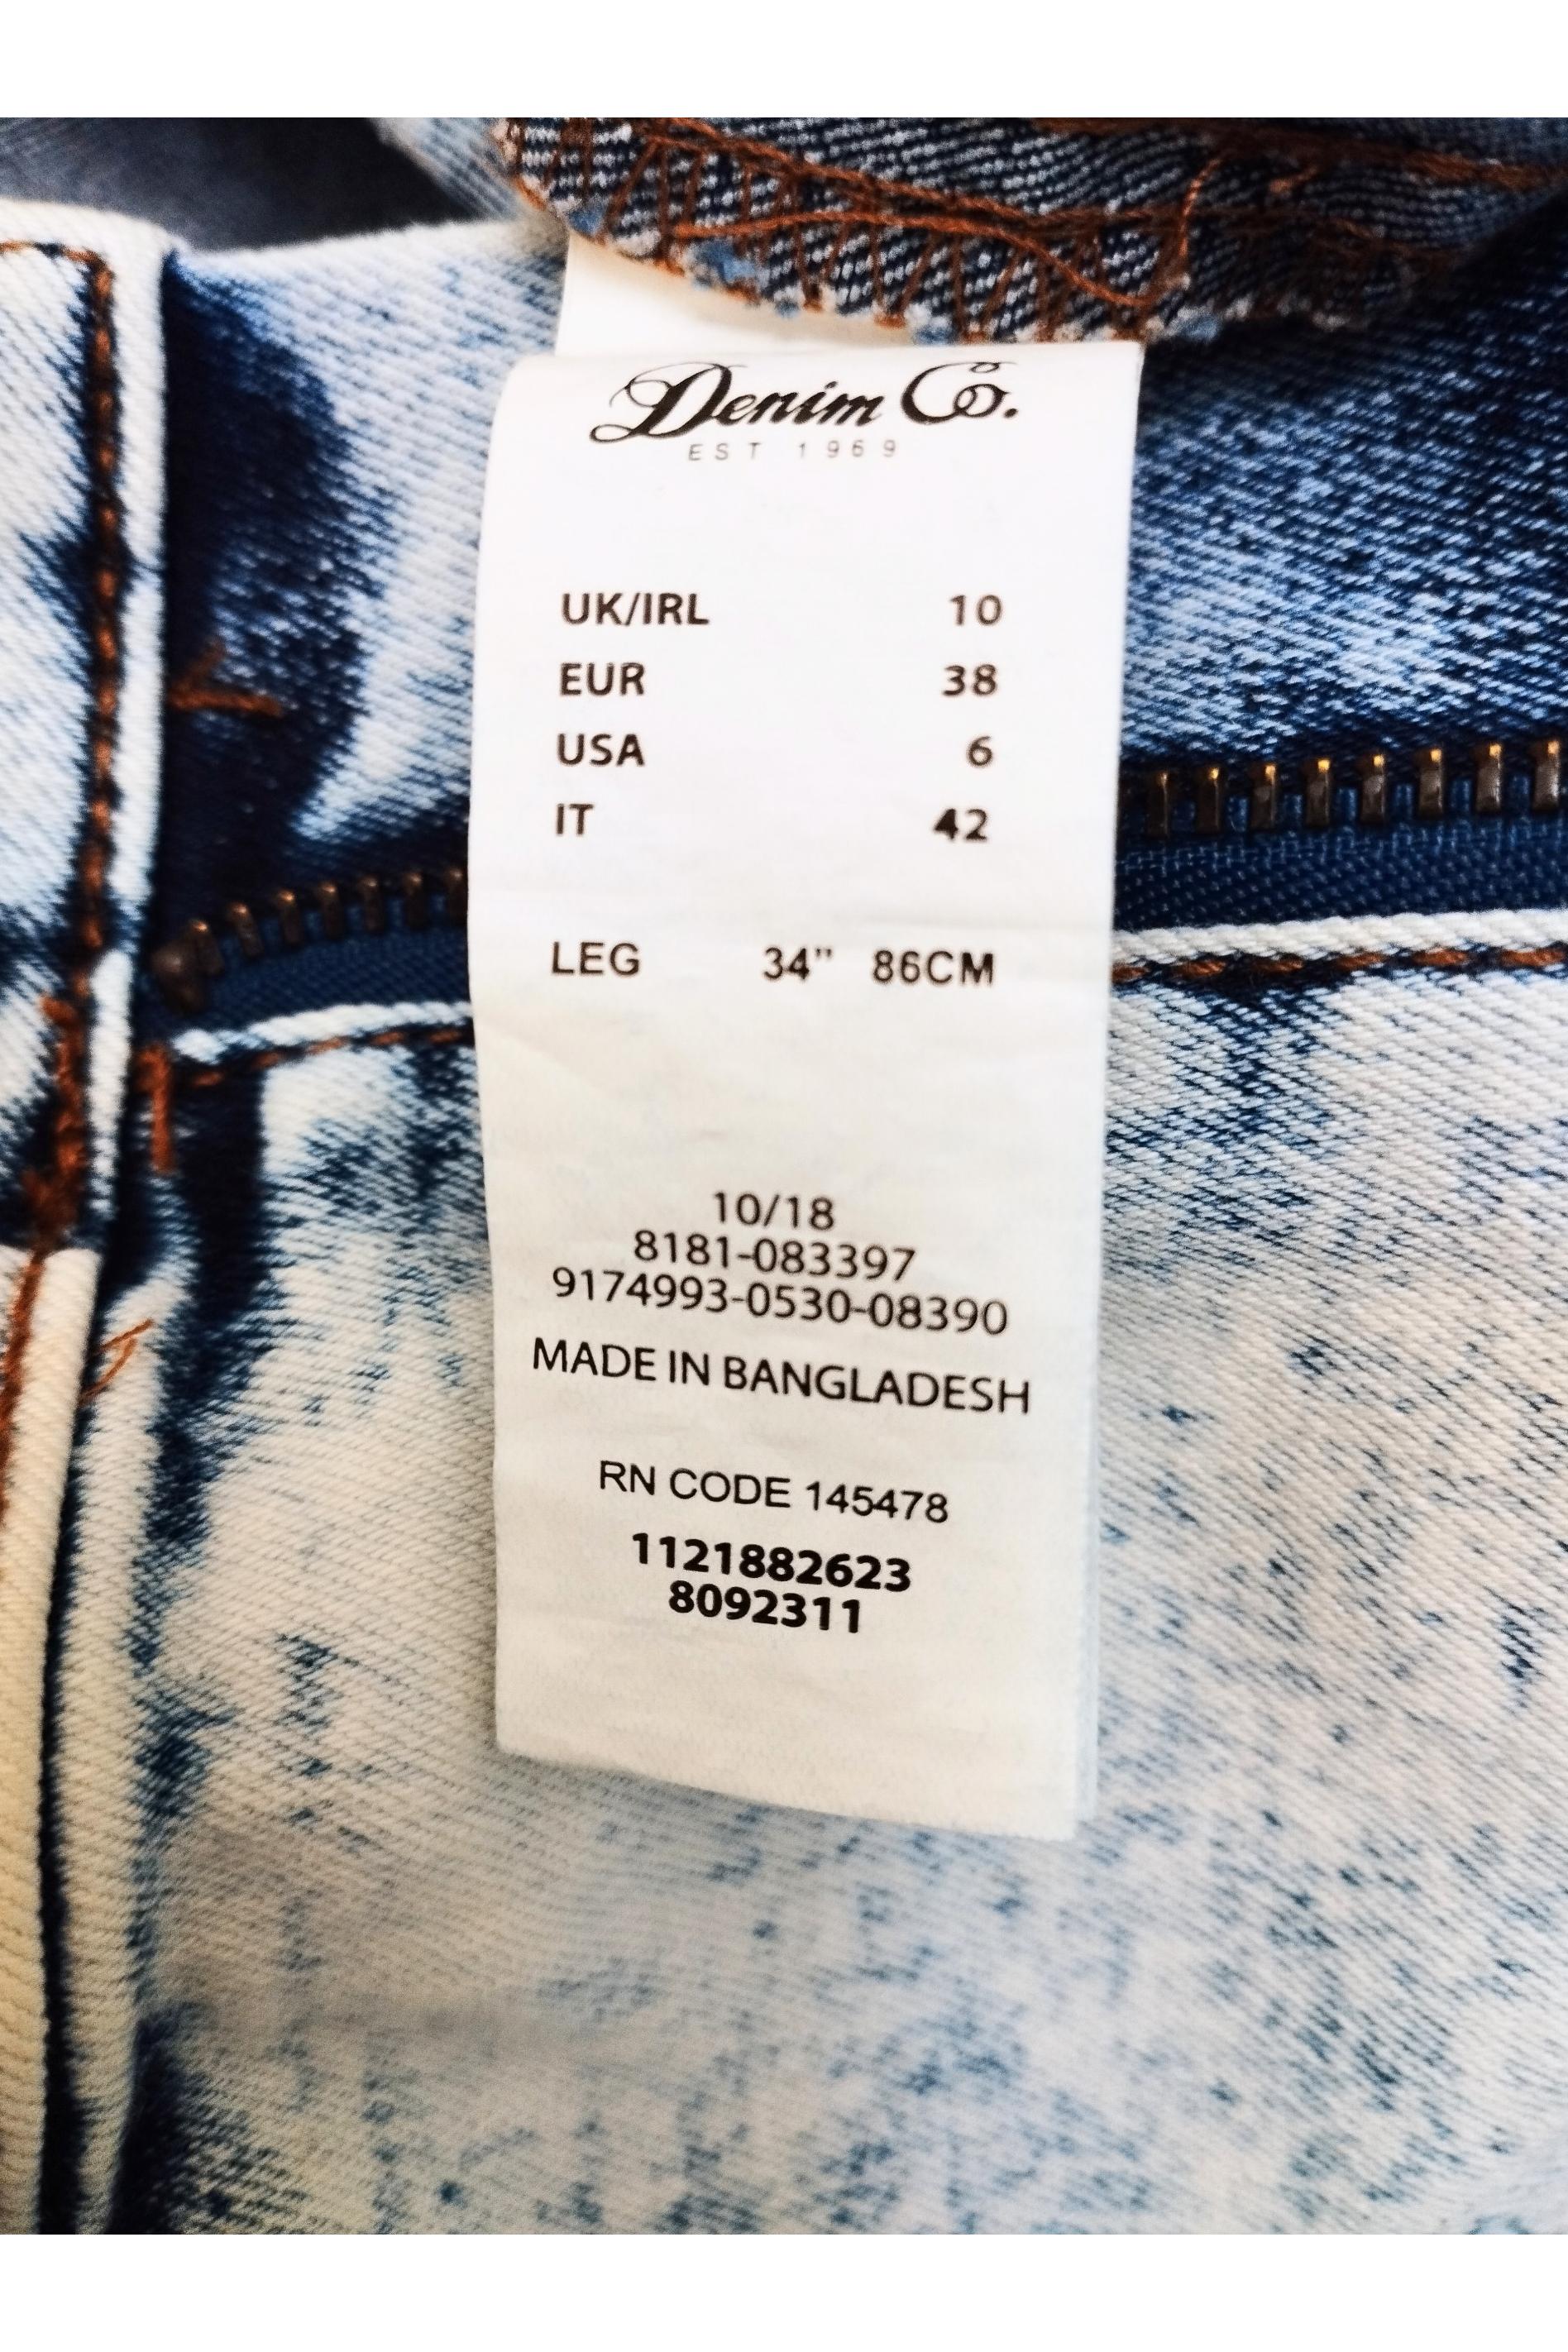 Denim Co.
EST 1969
UK/IRL 10
EUR 38
USA 6
IT 42
LEG 34" 86CM
10/18
8181-083397
9174993-0530-08390
MADE IN BANGLADESH
RN CODE 145478
1121882623
8092311